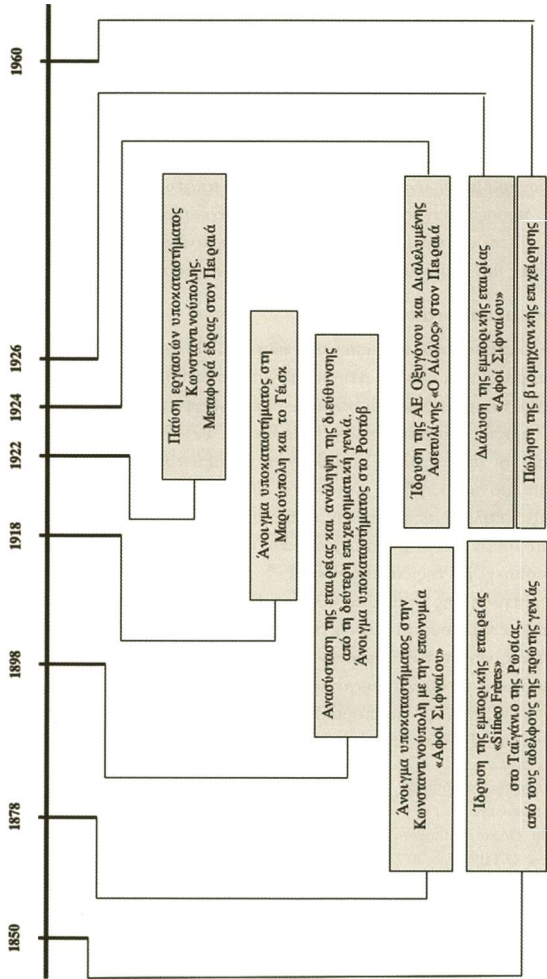 1850
1878
1898
1918
1922
1924
1926
1960
Παύση εργασιών υποκαταστήματος
Κωνσταντινούπολης.
Μεταφορά έδρας στον Πειραιά
Άνοιγμα υποκαταστήματος στη
Μαριούπολη και το Γέισκ
Ανασύσταση της εταιρείας και ανάληψη της διεύθυνσης
από τη δεύτερη επιχειρηματική γενιά.
Άνοιγμα υποκαταστήματος στο Ροστόβ
Άνοιγμα υποκαταστήματος στην
Κωνσταντινούπολη με την επωνυμία
«Αφοί Σιφναίου»
Ίδρυση της ΑΕ Οξυγόνου και Διαλελυμένης
Ασετυλίνης «Ο Αίολος» στον Πειραιά
Ίδρυση της εμπορικής εταιρείας
«Sifneo Frères»
στο Ταϊγάνιο της Ρωσίας,
από τους αδελφούς της πρώτης γενιάς
Διάλυση της εμπορικής εταιρίας
«Αφοί Σιφναίου»
Πώληση της βιομηχανικής επιχείρησης